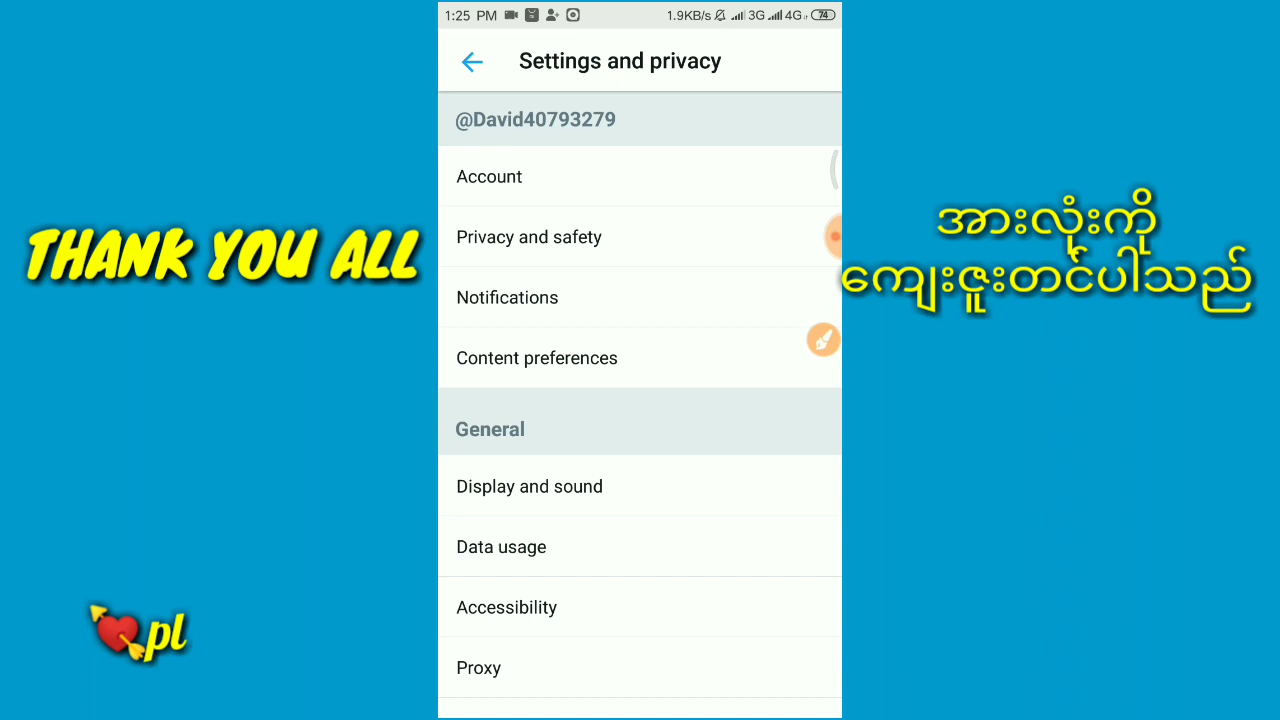 1:25 PM
1.9KB/s 3G 4G 74
Settings and privacy
@David40793279
Account
Privacy and safety
Notifications
Content preferences
General
Display and sound
Data usage
Accessibility
Proxy
THANK YOU ALL
အားလုံးကို
ကျေးဇူးတင်ပါသည်
pl